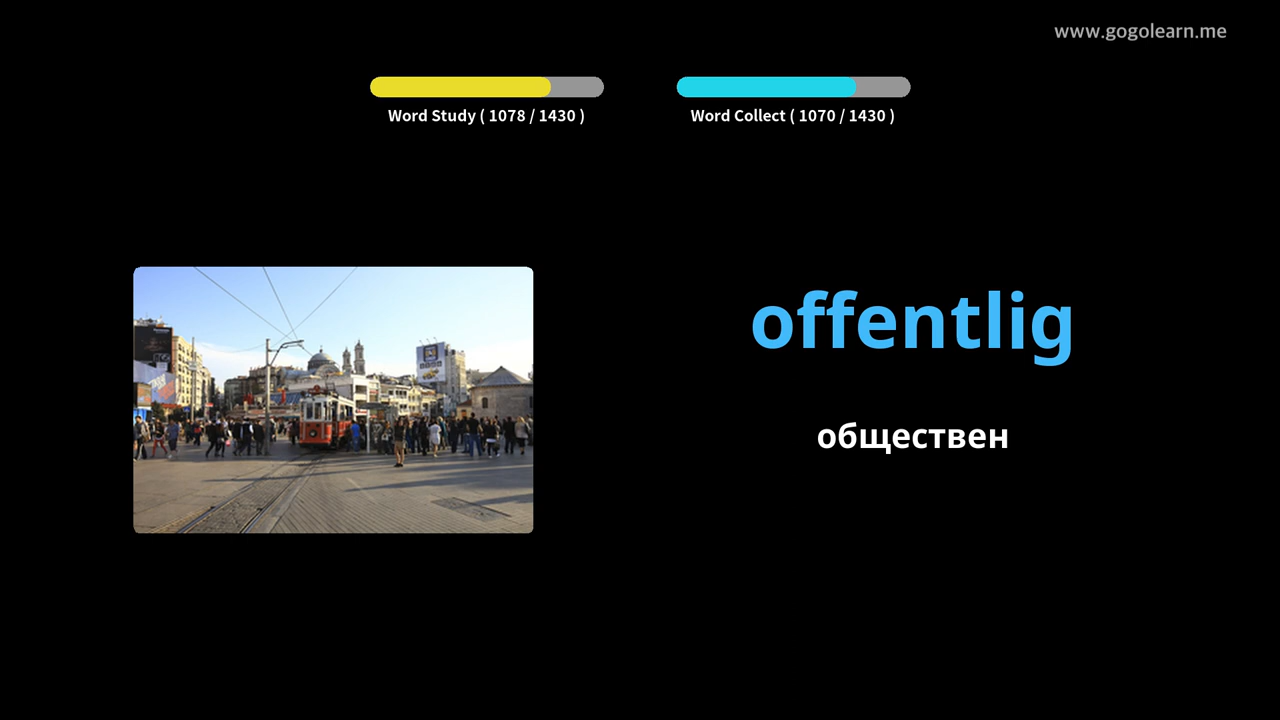 www.gogolearn.me
Word Study ( 1078 / 1430 )
Word Collect ( 1070 / 1430 )
offentlig
обществен